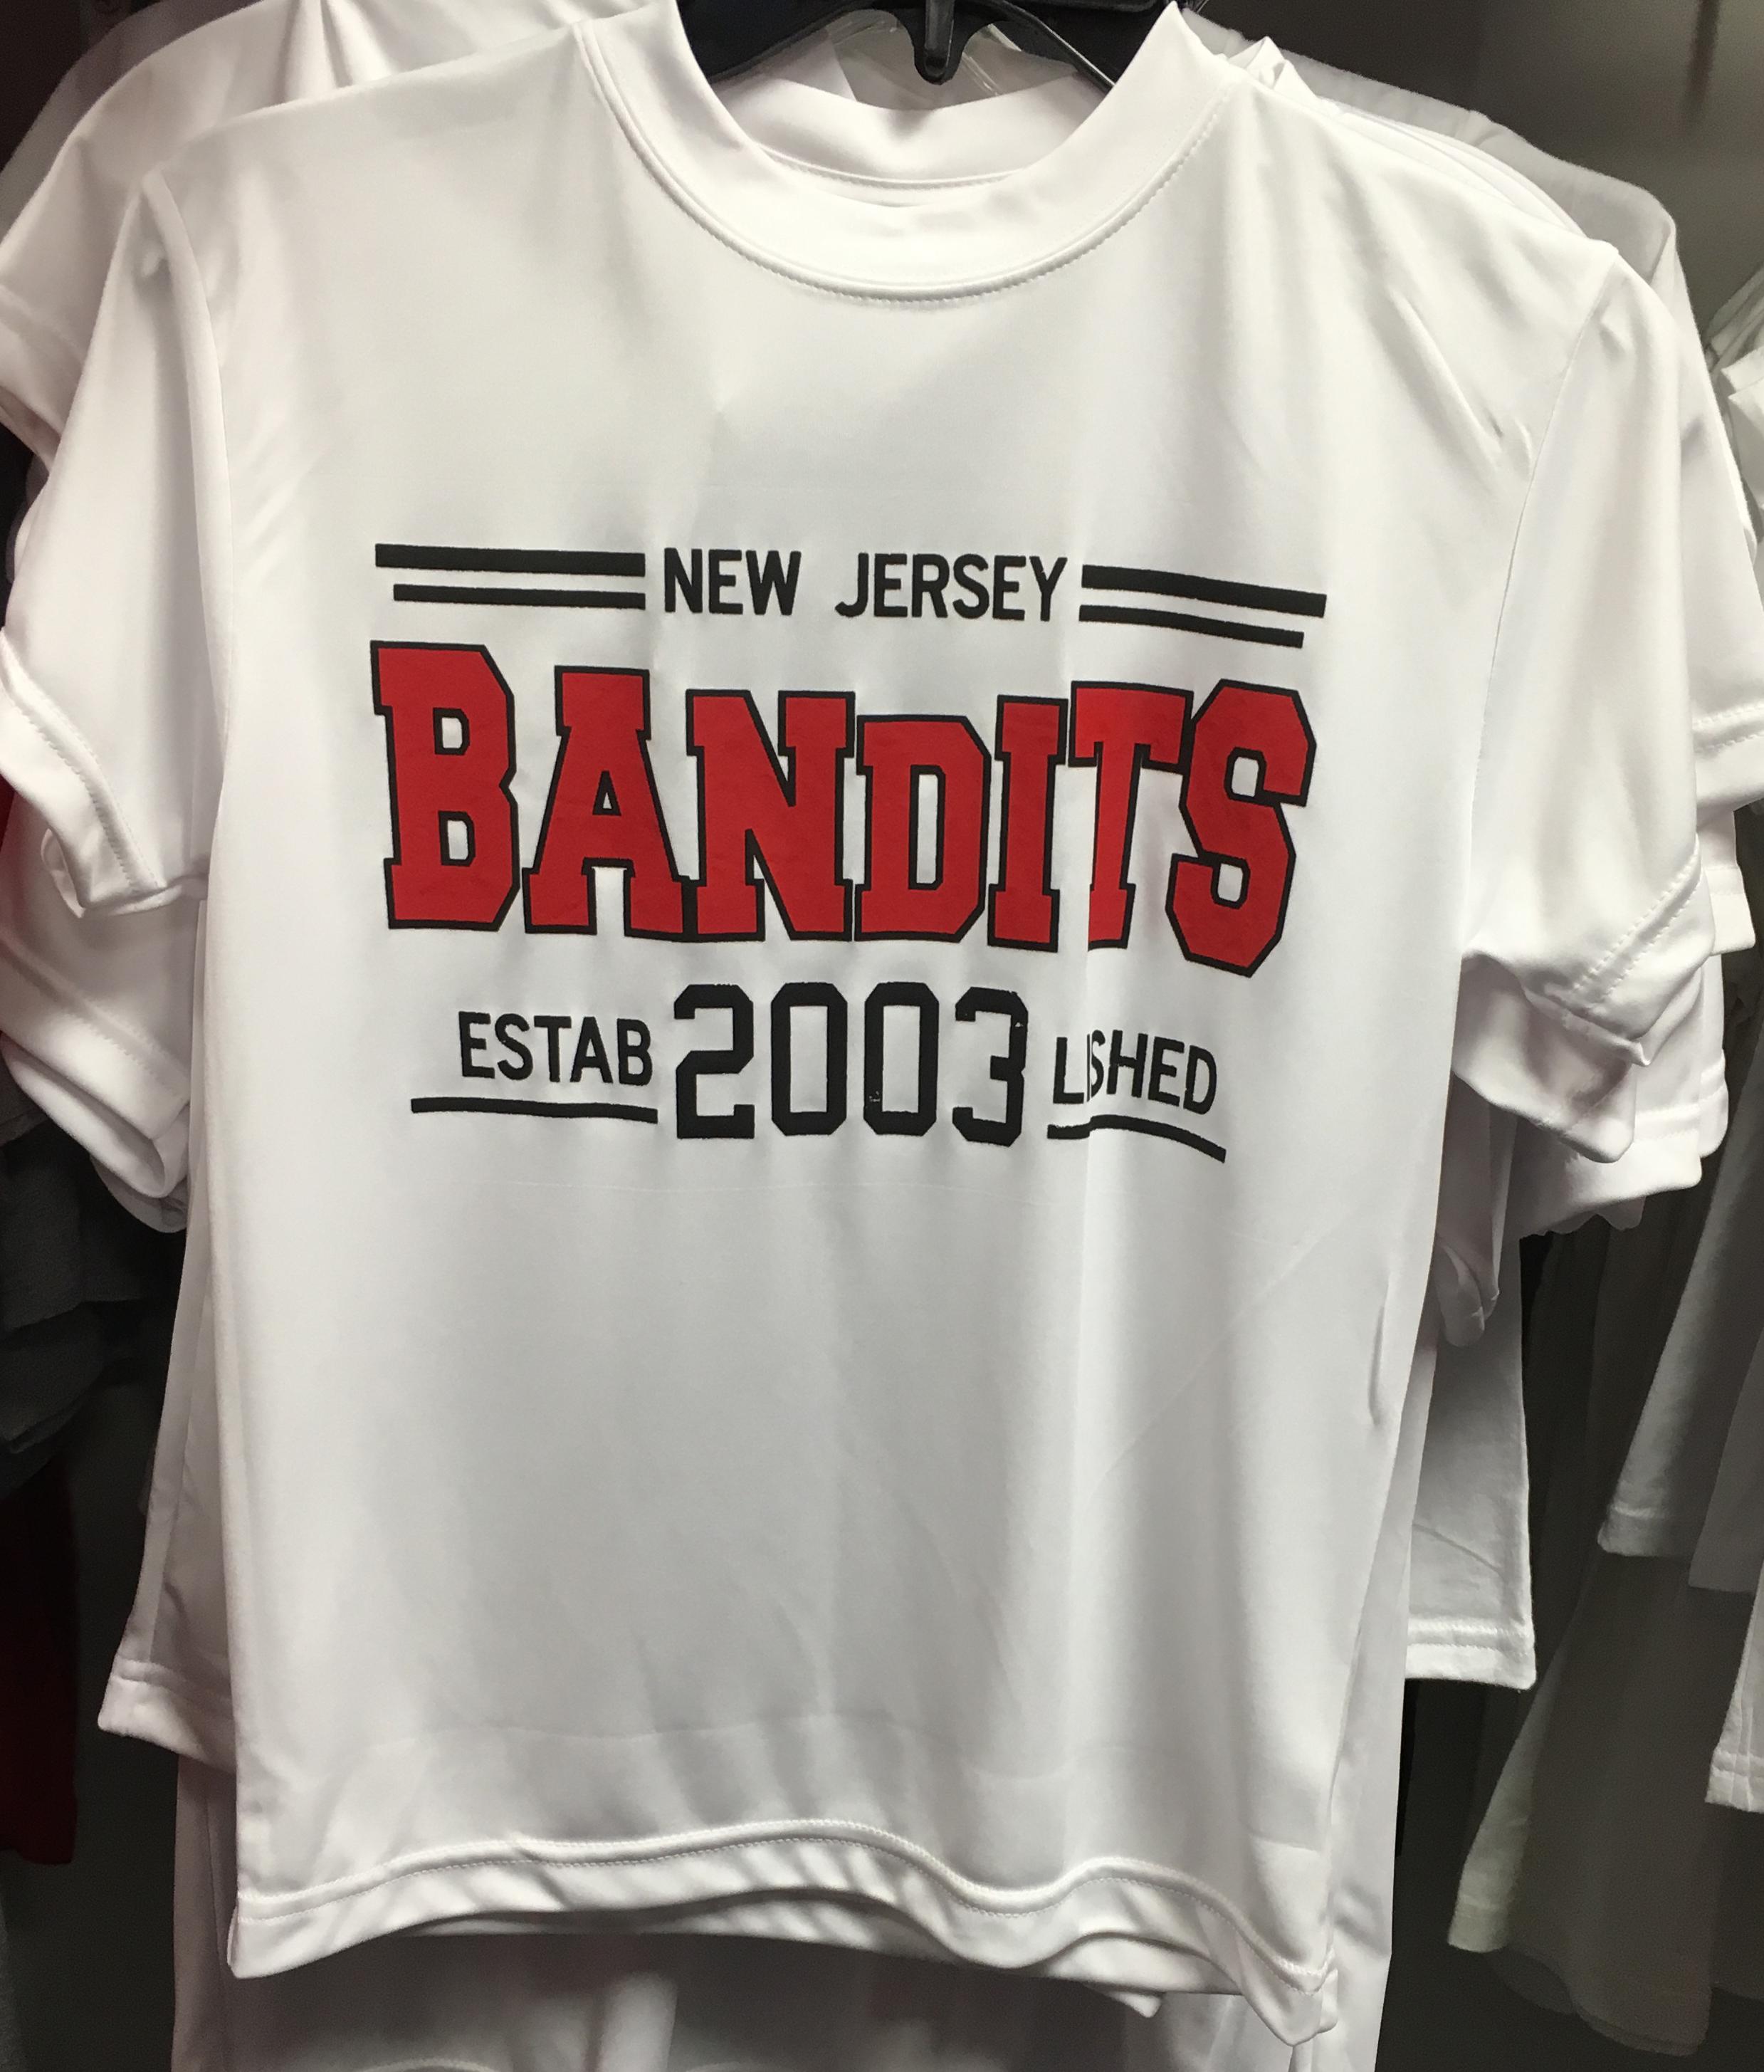 NEW JERSEY
BANDITS
ESTAB 2003 LISHED